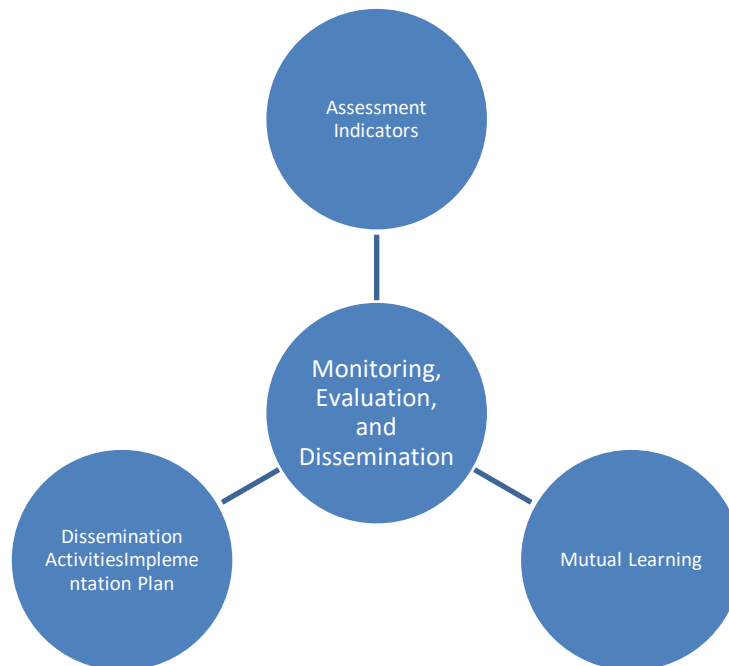 Assessment
Indicators
Monitoring,
Evaluation,
and
Dissemination
Dissemination
ActivitiesImpleme
ntation Plan
Mutual Learning